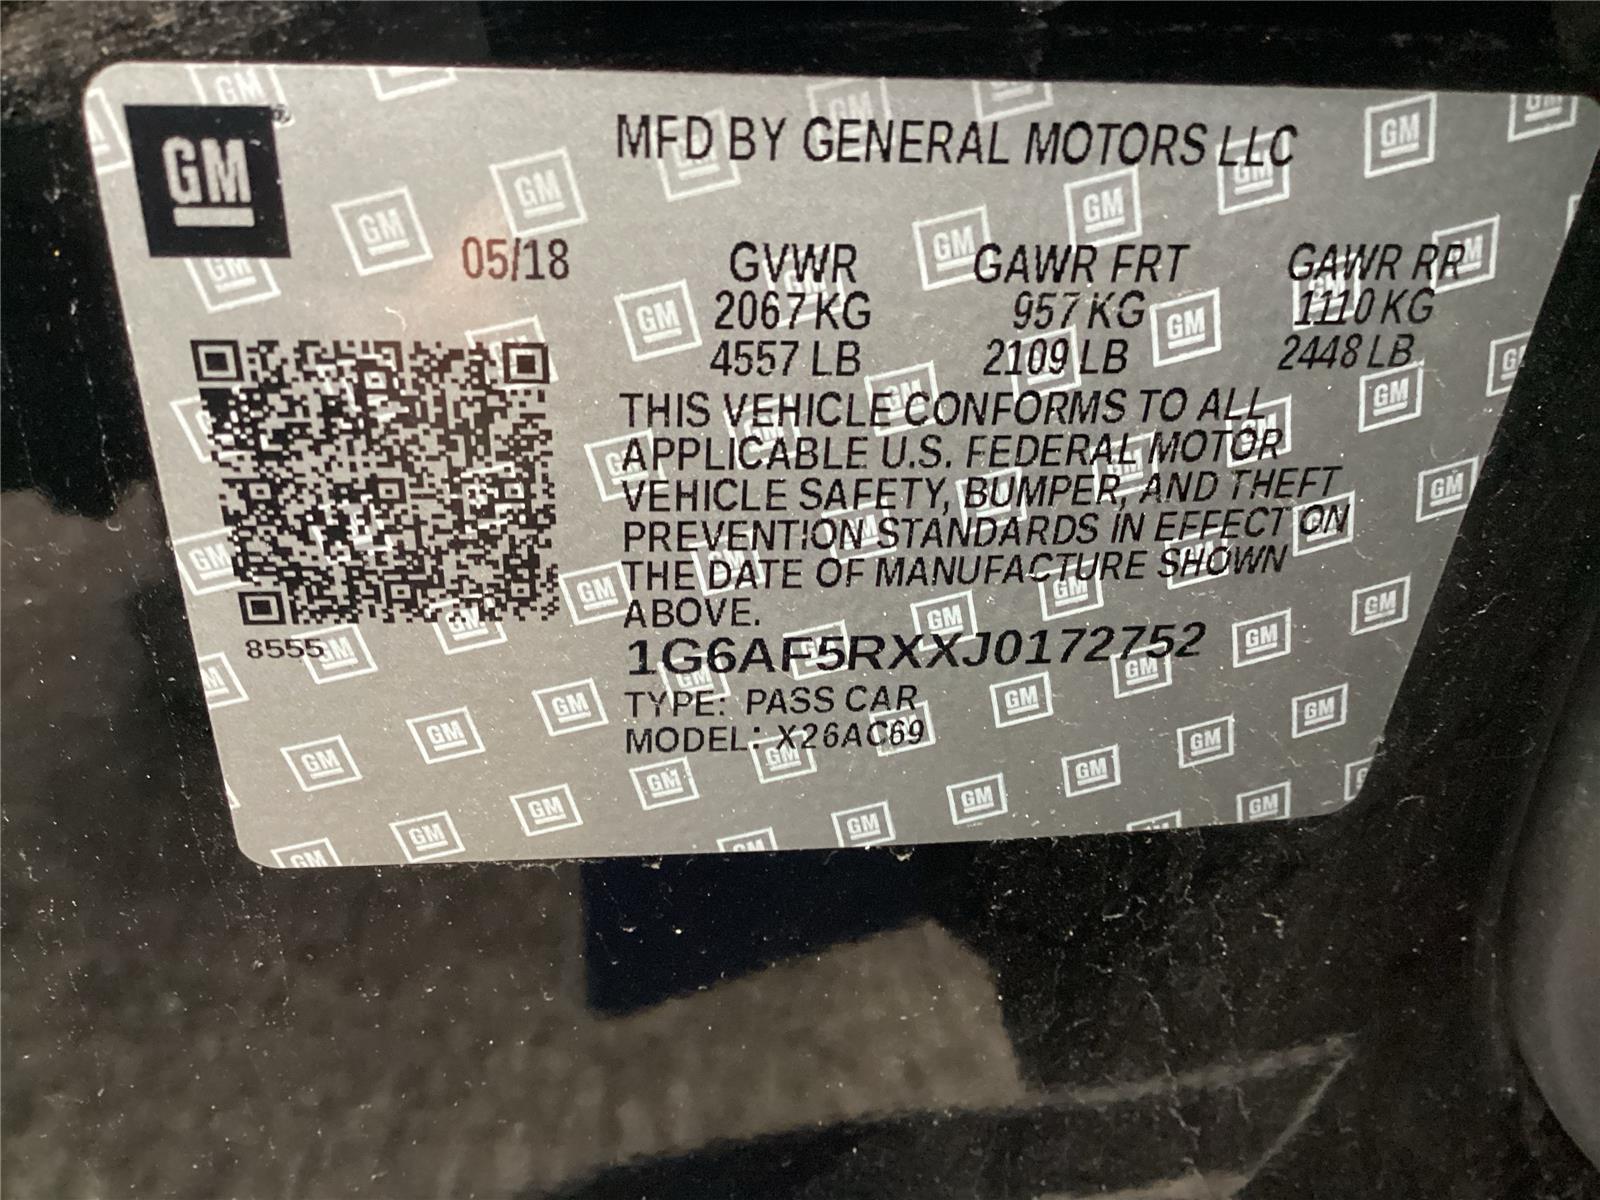 GM
MFD BY GENERAL MOTORS LLC
05/18
GVWR GAWR FRT GAWR RR
2067 KG 957 KG 1110 KG
4557 LB 2109 LB 2448 LB
THIS VEHICLE CONFORMS TO ALL
APPLICABLE U.S. FEDERAL MOTOR
VEHICLE SAFETY, BUMPER, AND THEFT
PREVENTION STANDARDS IN EFFECT ON
THE DATE OF MANUFACTURE SHOWN
ABOVE.
8555
1G6AF5RXXJ0172752
TYPE: PASS CAR
MODEL: X26AC69